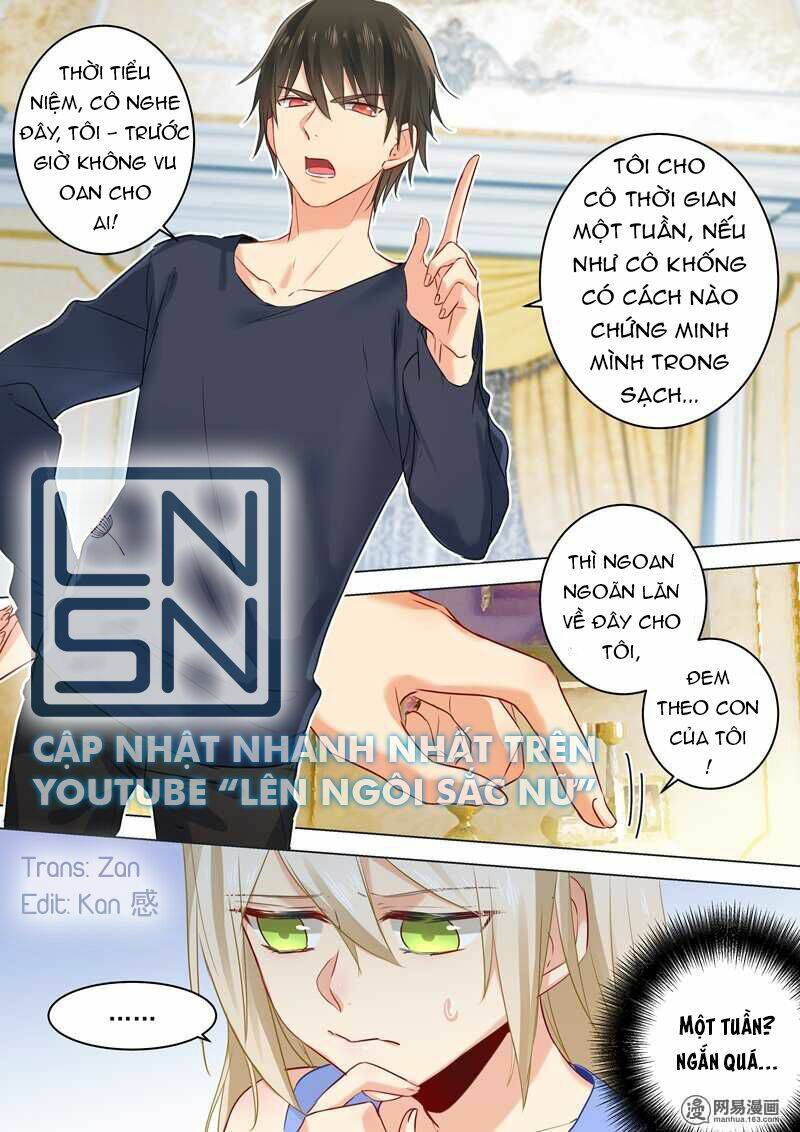 THỜI TIỂU
NIỆM, CÔ NGHE
ĐÂY, TÔI - TRƯỚC
GIỜ KHÔNG VU
OAN CHO
AI!
TÔI CHO
CÔ THỜI GIAN
MỘT TUẦN, NẾU
NHƯ CÔ KHỐNG
CÓ CÁCH NÀO
CHỨNG MINH
MÌNH TRONG
SẠCH...
THÌ NGOAN
NGOÃN LĂN
VỀ ĐÂY CHO
TÔI,
ĐEM
THEO CON
CỦA TÔI
!
LN
SN
CẬP NHẬT NHANH NHẤT TRÊN
YOUTUBE “LÊN NGÔI SẮC NỮ”
Trans: Zan
Edit: Kan 感
......
MỘT TUẦN?
NGẮN QUÁ...
漫 网易漫画
manhua.163.com